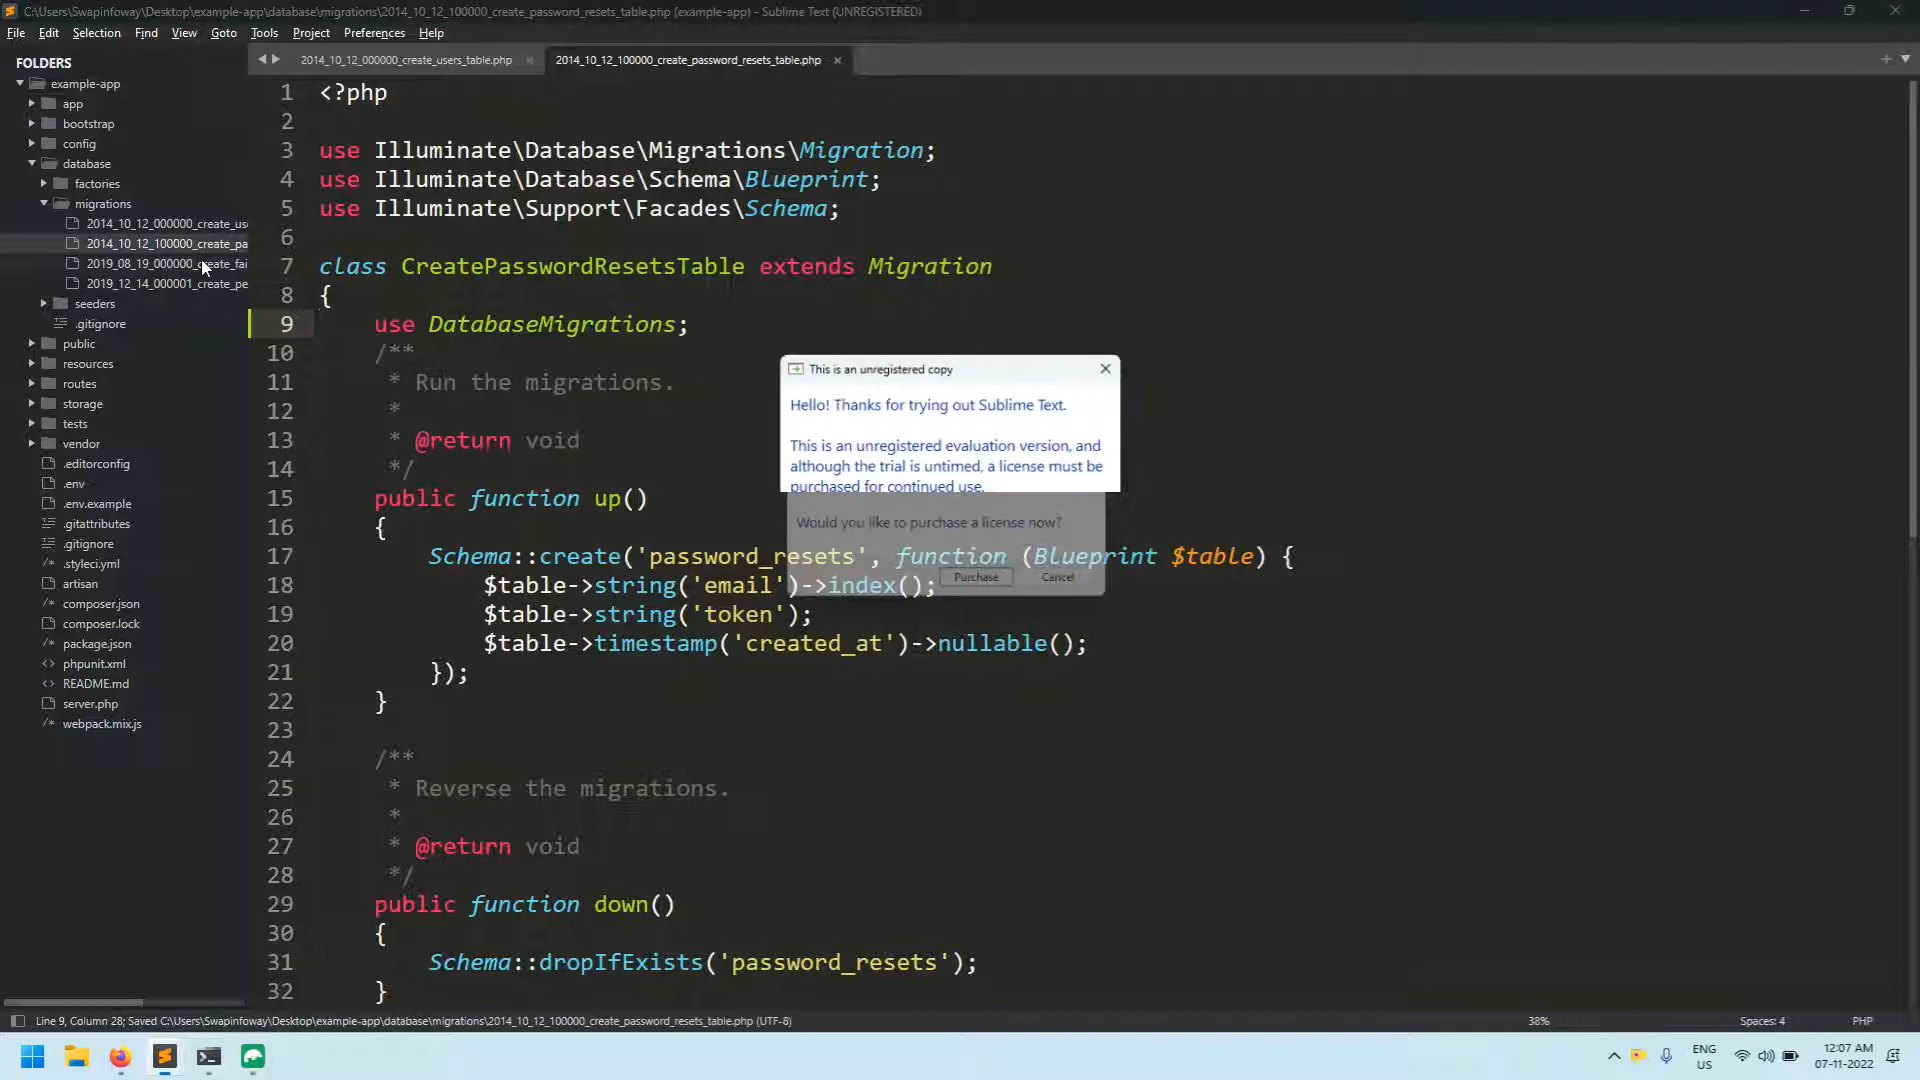 C:\Users\Swapinfoway\Desktop\example-app\database\migrations\2014_10_12_100000_create_password_resets_table.php (example-app) - Sublime Text (UNREGISTERED)
File Edit Selection Find View Goto Tools Project Preferences Help
FOLDERS
example-app
app
bootstrap
config
database
factories
migrations
2014_10_12_000000_create_us
2014_10_12_100000_create_pa
2019_08_19_000000_create_fai
2019_12_14_000001_create_pe
seeders
.gitignore
public
resources
routes
storage
tests
vendor
.editorconfig
.env
.env.example
.gitattributes
.gitignore
.styleci.yml
artisan
composer.json
composer.lock
package.json
phpunit.xml
README.md
server.php
webpack.mix.js
2014_10_12_000000_create_users_table.php
2014_10_12_100000_create_password_resets_table.php
1 <?php
2
3 use Illuminate\Database\Migrations\Migration;
4 use Illuminate\Database\Schema\Blueprint;
5 use Illuminate\Support\Facades\Schema;
6
7 class CreatePasswordResetsTable extends Migration
8 {
9 use DatabaseMigrations;
10 /**
11 * Run the migrations.
12 *
13 * @return void
14 */
15 public function up()
16 {
17 Schema::create('password_resets', function (Blueprint $table) {
18 $table->string('email')->index();
19 $table->string('token');
20 $table->timestamp('created_at')->nullable();
21 });
22 }
23
24 /**
25 * Reverse the migrations.
26 *
27 * @return void
28 */
29 public function down()
30 {
31 Schema::dropIfExists('password_resets');
32 }
This is an unregistered copy
Hello! Thanks for trying out Sublime Text.
This is an unregistered evaluation version, and
although the trial is untimed, a license must be
purchased for continued use.
Would you like to purchase a license now?
Purchase Cancel
Line 9, Column 28; Saved C:\Users\Swapinfoway\Desktop\example-app\database\migrations\2014_10_12_100000_create_password_resets_table.php (UTF-8)
38%
Spaces: 4
PHP
ENG
US
12:07 AM
07-11-2022